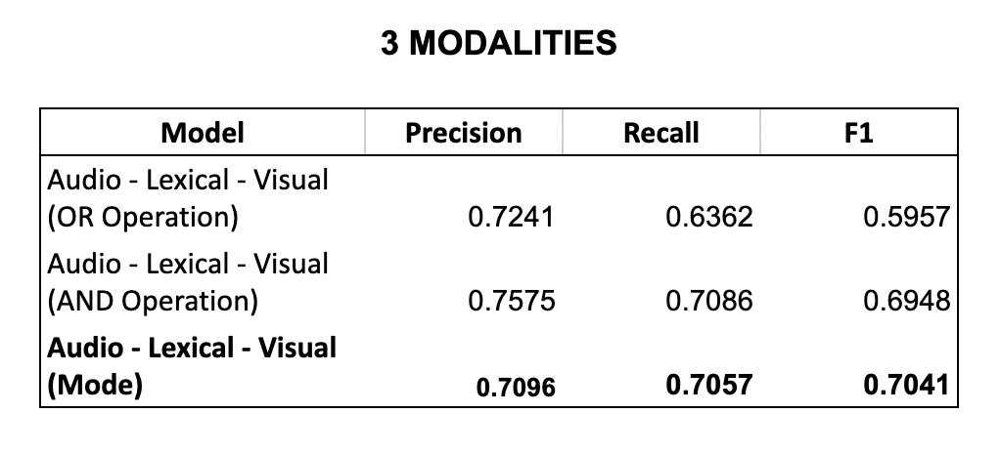 3 MODALITIES
Model Precision Recall F1
Audio - Lexical - Visual
(OR Operation) 0.7241 0.6362 0.5957
Audio - Lexical - Visual
(AND Operation) 0.7575 0.7086 0.6948
Audio - Lexical - Visual
(Mode) 0.7096 0.7057 0.7041